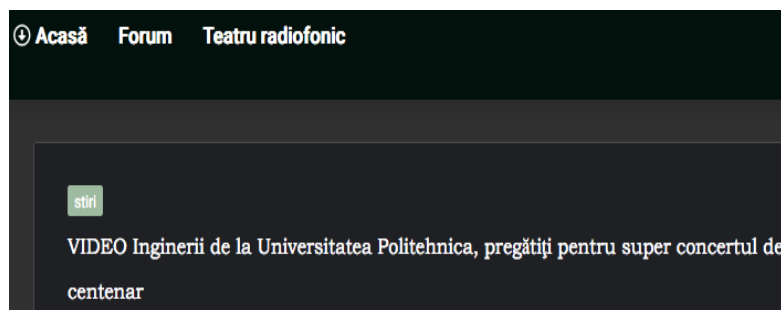 Acasă Forum Teatru radiofonic
stiri
VIDEO Inginerii de la Universitatea Politehnica, pregătiţi pentru super concertul de
centenar